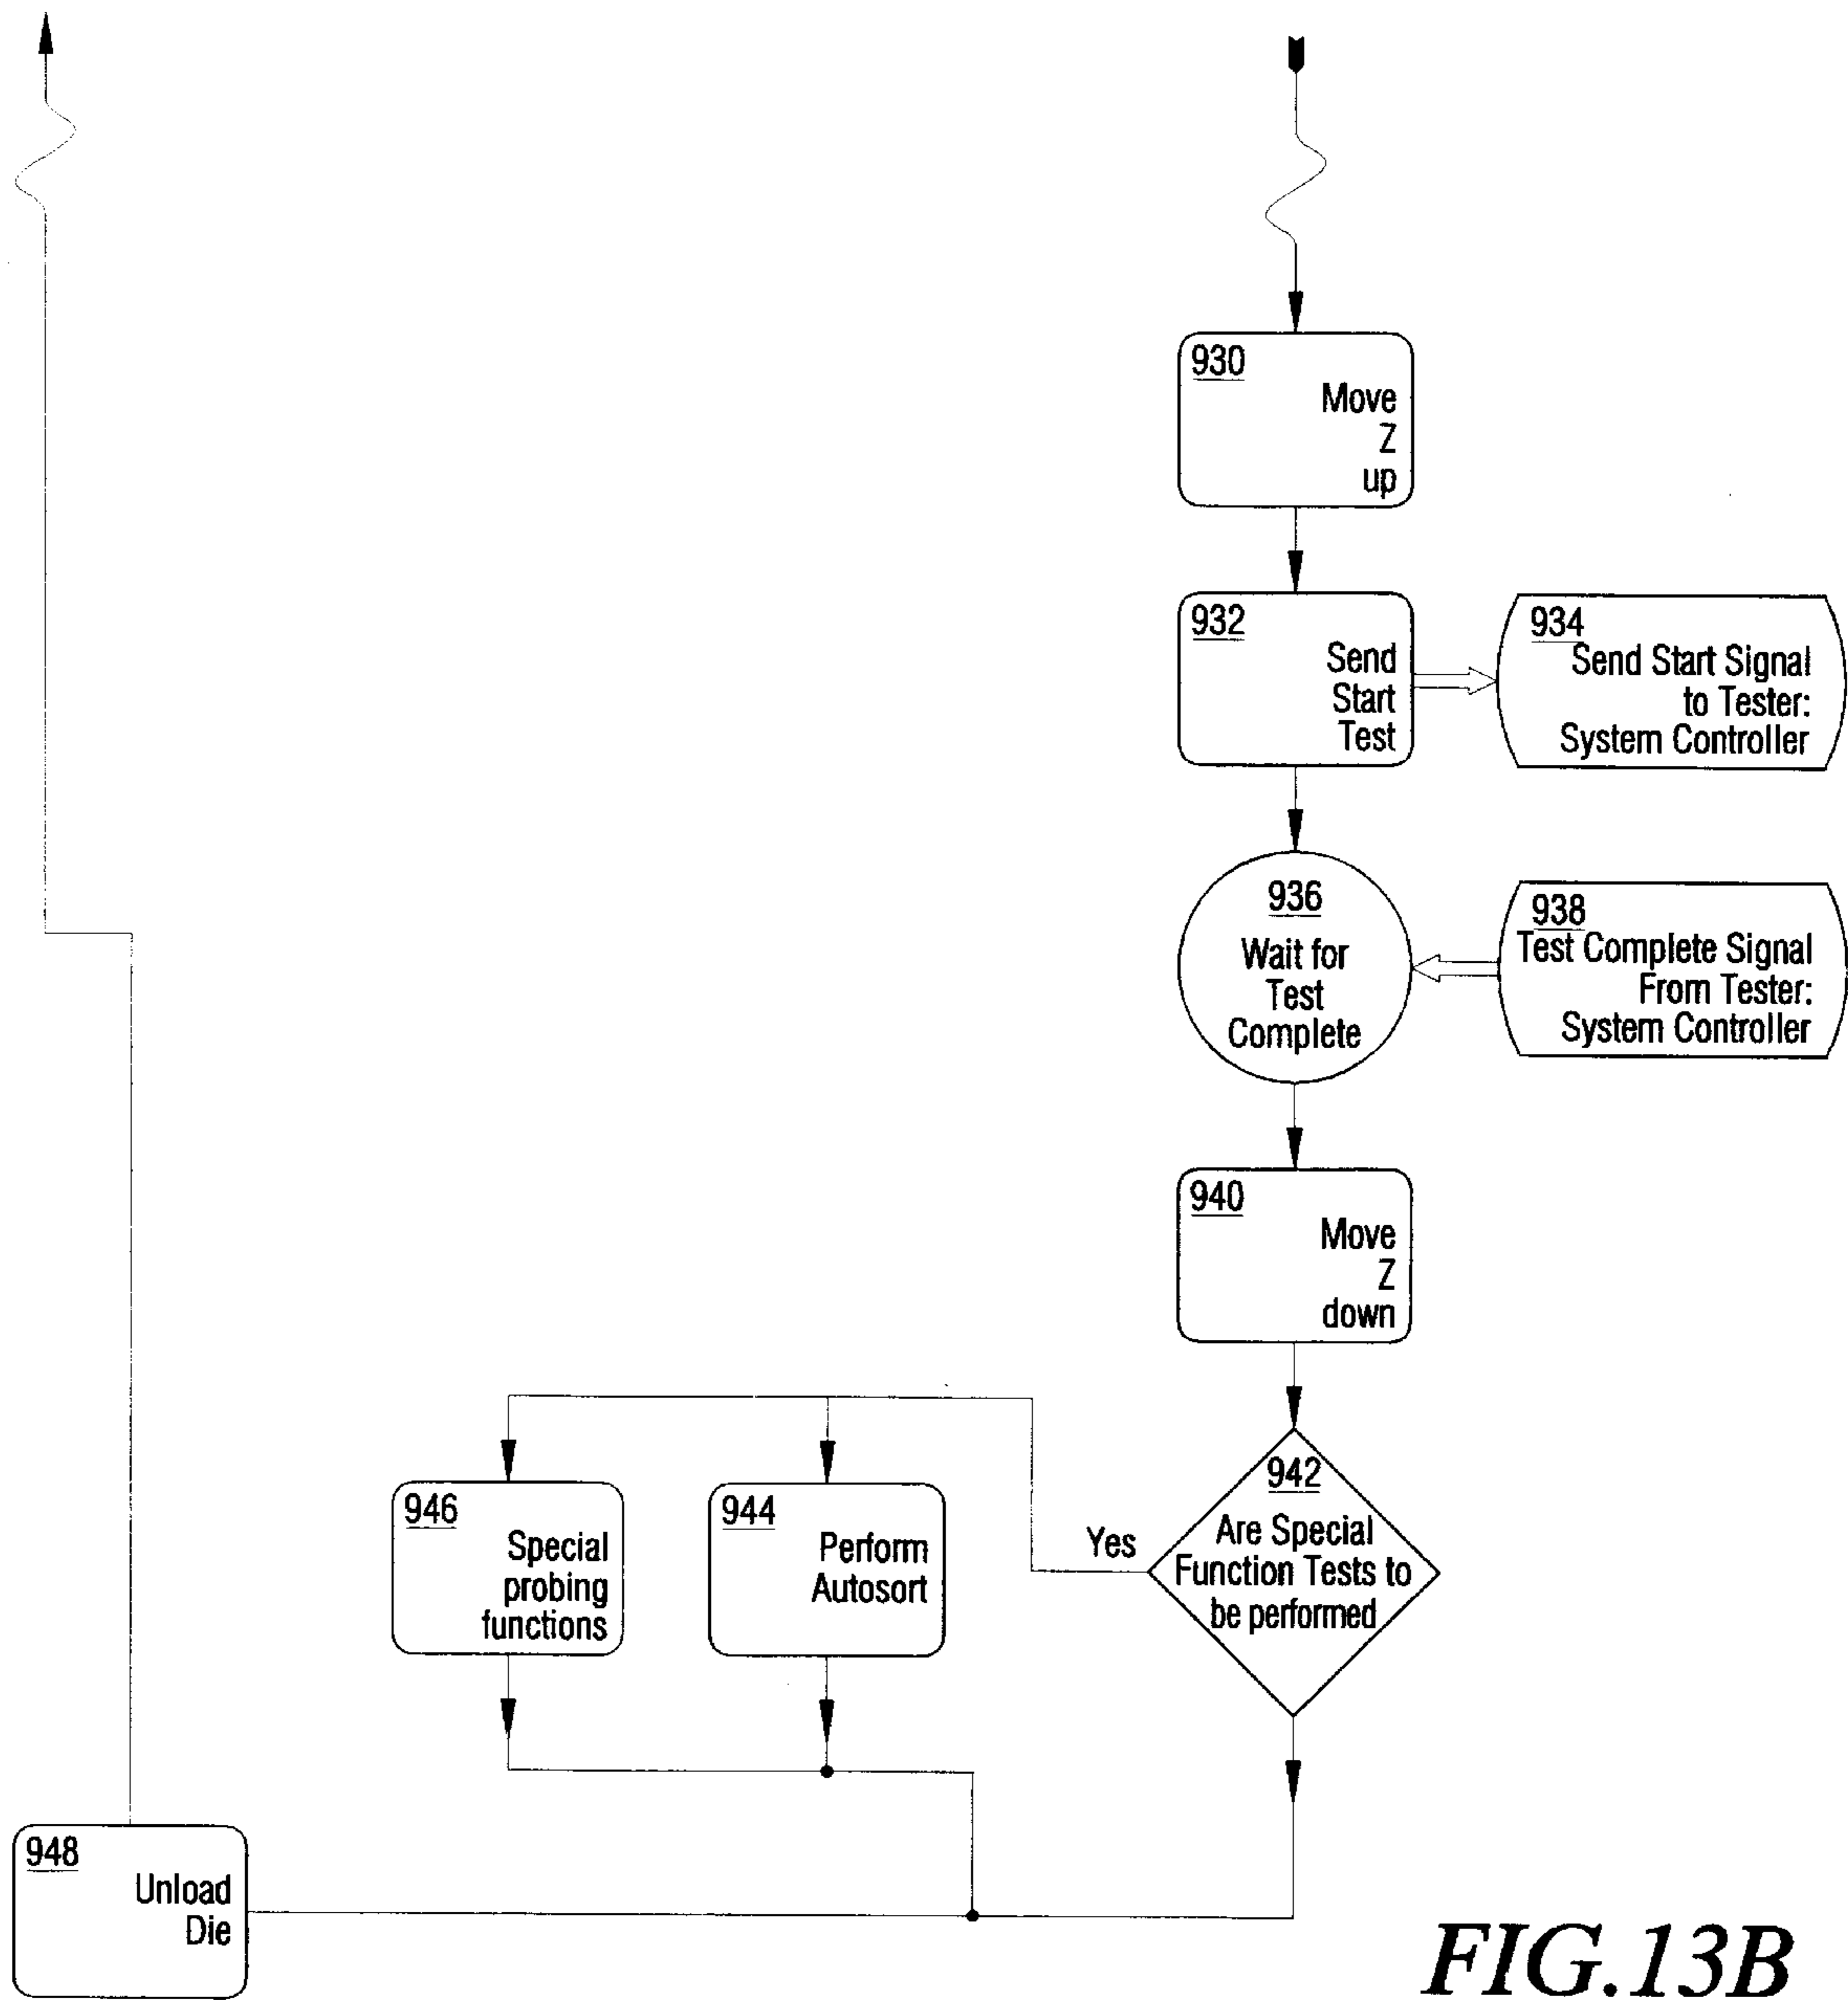 930
Move
Z
up
932
Send
Start
Test
934
Send Start Signal
to Tester:
System Controller
936
Wait for
Test
Complete
938
Test Complete Signal
From Tester:
System Controller
940
Move
Z
down
942
Are Special
Function Tests to
be performed
Yes
944
Perform
Autosort
946
Special
probing
functions
948
Unload
Die
FIG.13B